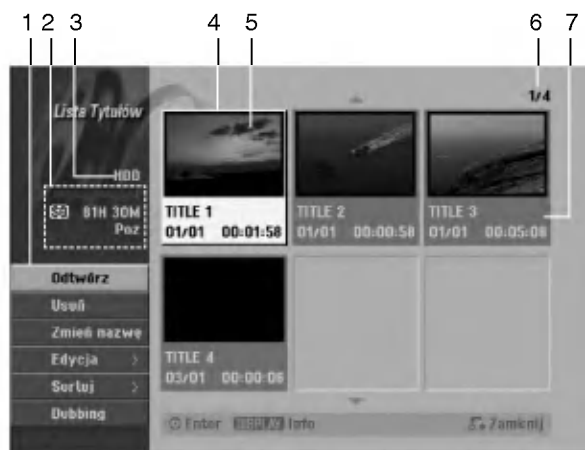 1 2 3 4 5 6 7
Lista Tytułów
1/4
HDD
SQ 81H 30M
Poz
TITLE 1
01/01 00:01:58
TITLE 2
01/01 00:00:58
TITLE 3
01/01 00:05:08
Odtwórz
Usuń
Zmień nazwę
Edycja >
Sortuj >
Dubbing
TITLE 4
03/01 00:00:06
Enter DISPLAY Info Zamknij